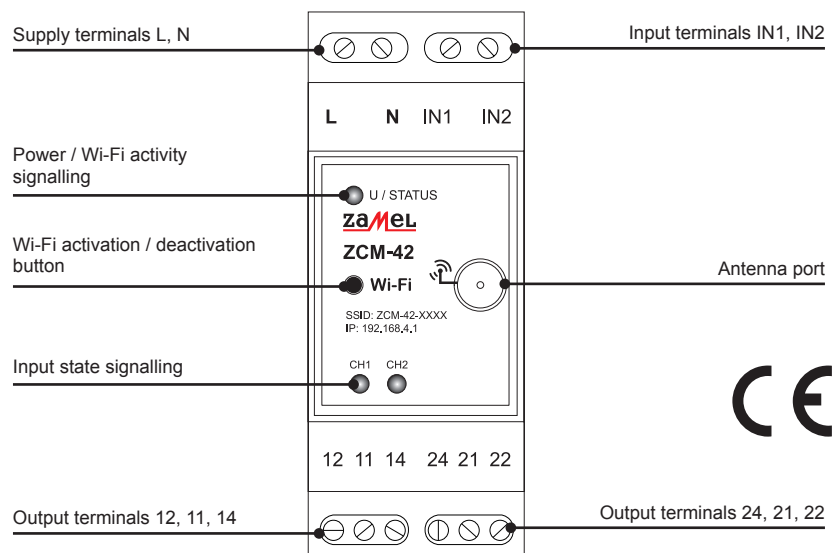 Supply terminals L, N
Input terminals IN1, IN2
L N IN1 IN2
Power / Wi-Fi activity
signalling
U / STATUS
zaMeL
ZCM-42
Wi-Fi activation / deactivation
button
Wi-Fi
Antenna port
SSID: ZCM-42-XXXX
IP: 192.168.4.1
Input state signalling
CH1 CH2
CE
12 11 14 24 21 22
Output terminals 12, 11, 14
Output terminals 24, 21, 22